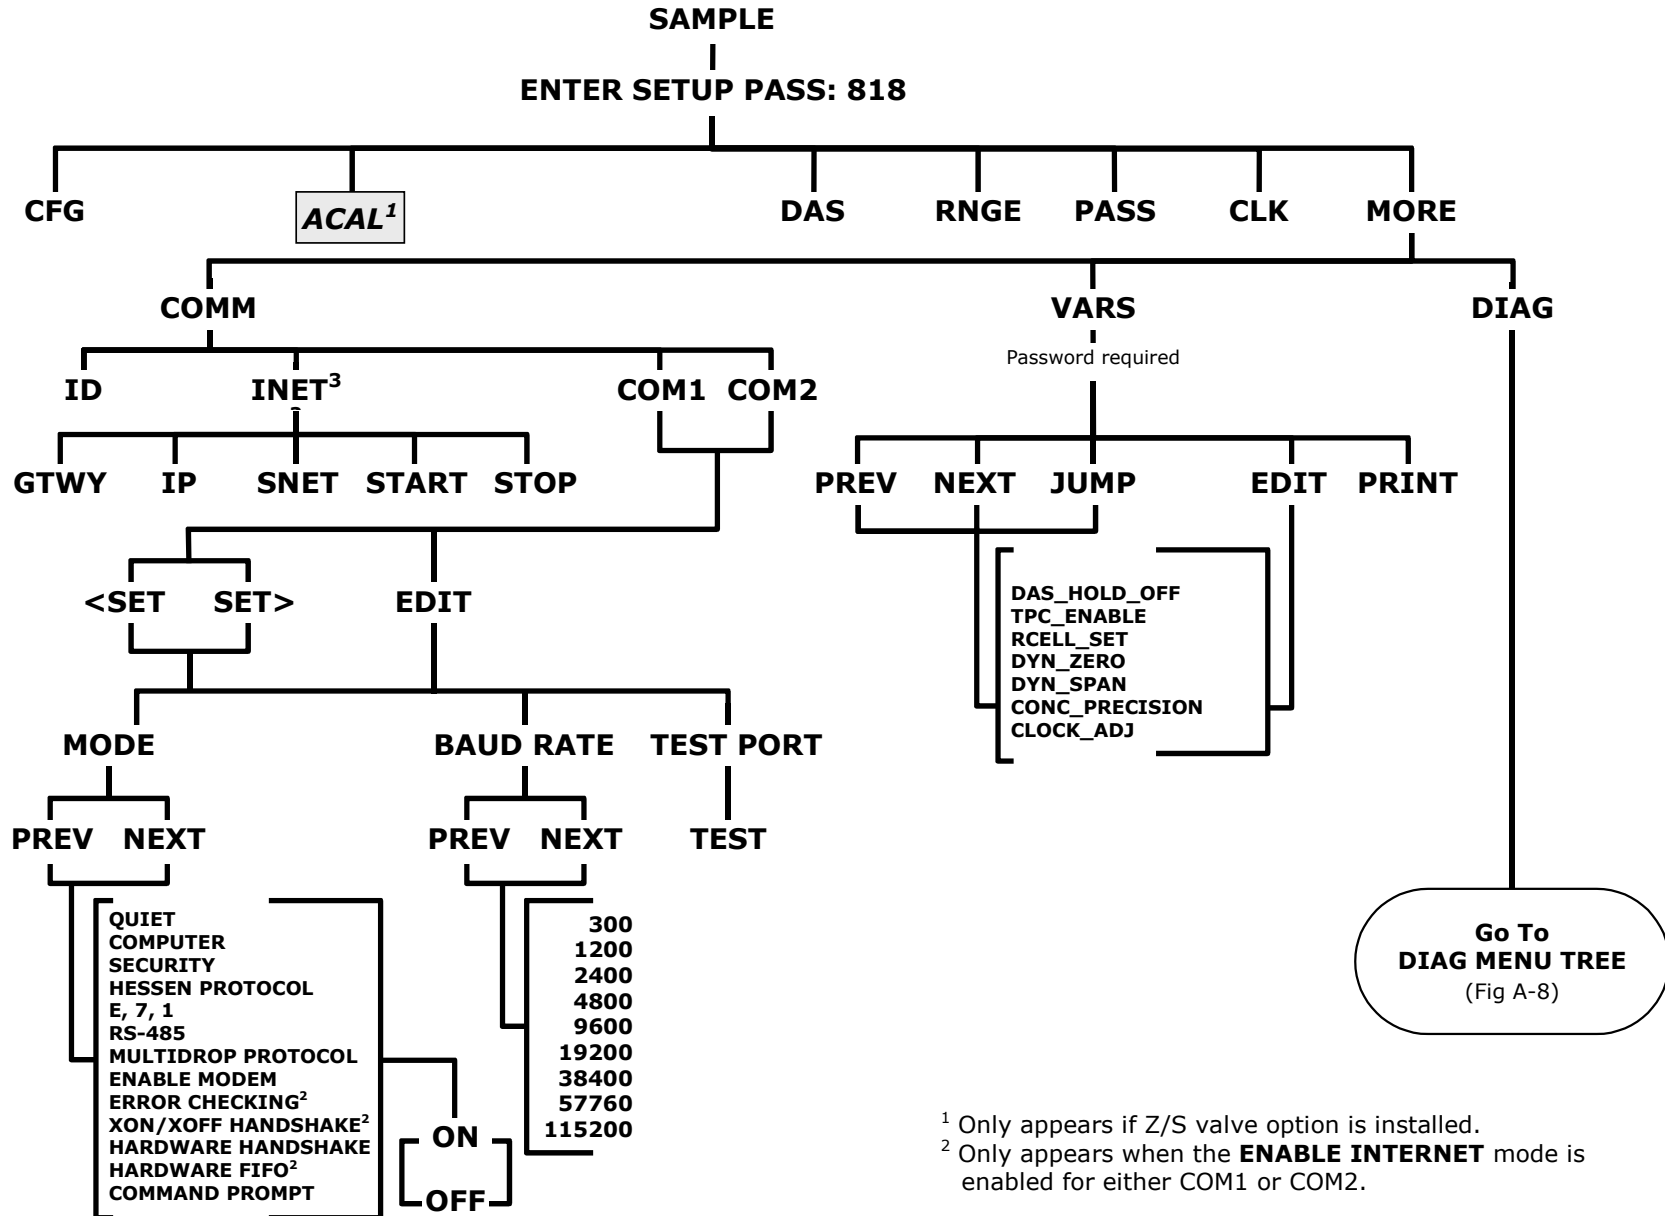 SAMPLE
ENTER SETUP PASS: 818
CFG ACAL¹ DAS RNGE PASS CLK MORE
COMM VARS DIAG
Password required
ID INET³ COM1 COM2
GTWY IP SNET START STOP
PREV NEXT JUMP EDIT PRINT
<SET SET> EDIT
DAS_HOLD_OFF
TPC_ENABLE
RCELL_SET
DYN_ZERO
DYN_SPAN
CONC_PRECISION
CLOCK_ADJ
MODE BAUD RATE TEST PORT
PREV NEXT PREV NEXT TEST
QUIET
COMPUTER
SECURITY
HESSEN PROTOCOL
E, 7, 1
RS-485
MULTIDROP PROTOCOL
ENABLE MODEM
ERROR CHECKING²
XON/XOFF HANDSHAKE²
HARDWARE HANDSHAKE
HARDWARE FIFO²
COMMAND PROMPT
ON
OFF
300
1200
2400
4800
9600
19200
38400
57760
115200
Go To
DIAG MENU TREE
(Fig A-8)
¹ Only appears if Z/S valve option is installed.
² Only appears when the ENABLE INTERNET mode is
enabled for either COM1 or COM2.